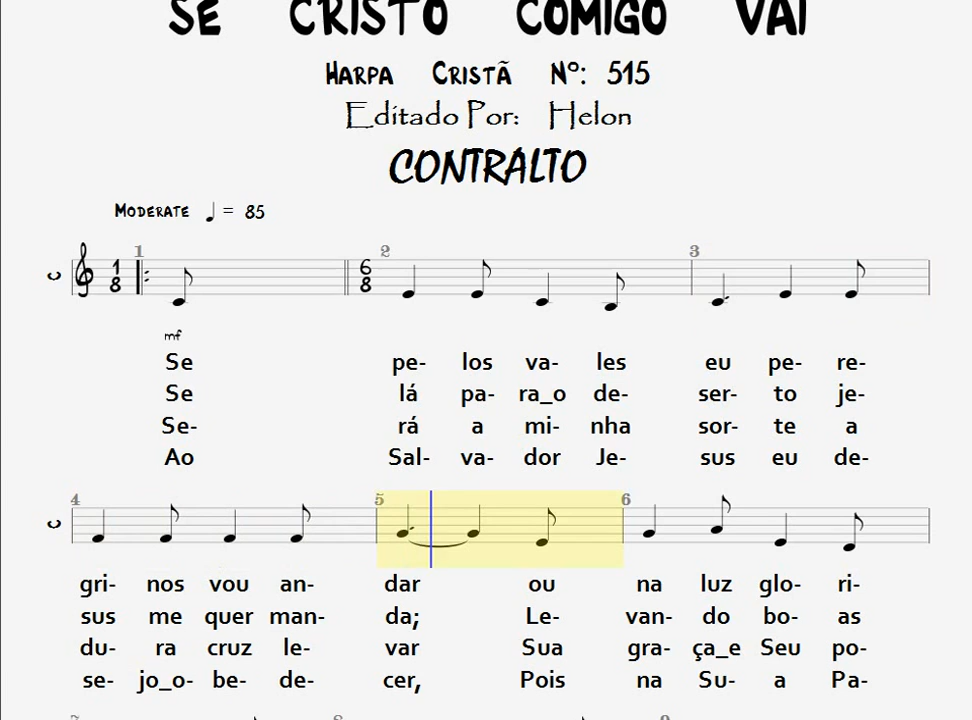 SE CRISTO COMIGO VAI
HARPA CRISTÃ Nº: 515
Editado Por: Helon
CONTRALTO
MODERATE ♩ = 85
1 2 3
C 1/8 6/8
mf
Se pe- los va- les eu pe- re-
Se lá pa- ra_o de- ser- to je-
Se- rá a mi- nha sor- te a
Ao Sal- va- dor Je- sus eu de-
4 5 6
C
gri- nos vou an- dar ou na luz glo- ri-
sus me quer man- da; Le- van- do bo- as
du- ra cruz le- var Sua gra- ça_e Seu po-
se- jo_o- be- de- cer, Pois na Su- a Pa-